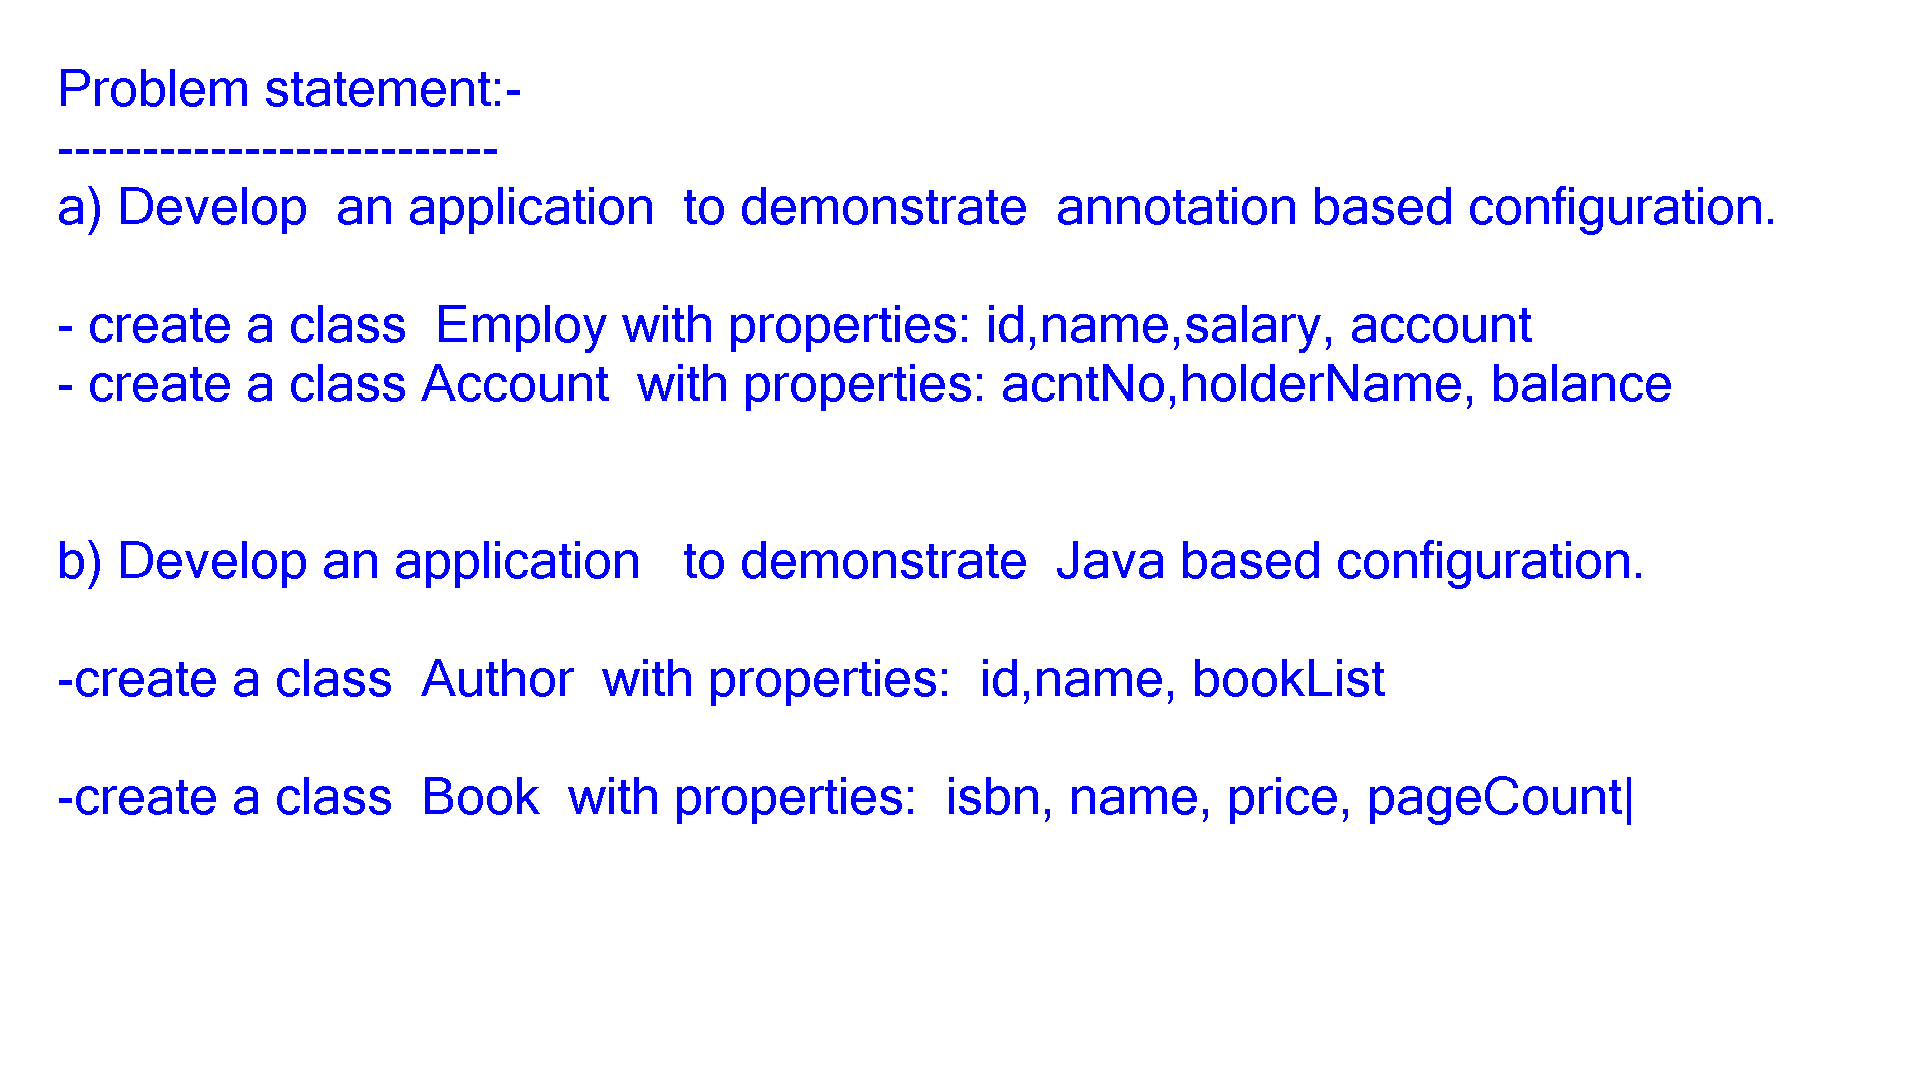 Problem statement:-
--------------------------
a) Develop  an application  to demonstrate  annotation based configuration.
- create a class  Employ with properties: id,name,salary, account
- create a class Account  with properties: acntNo,holderName, balance
b) Develop an application   to demonstrate  Java based configuration.
-create a class  Author  with properties:  id,name, bookList
-create a class  Book  with properties:  isbn, name, price, pageCount|